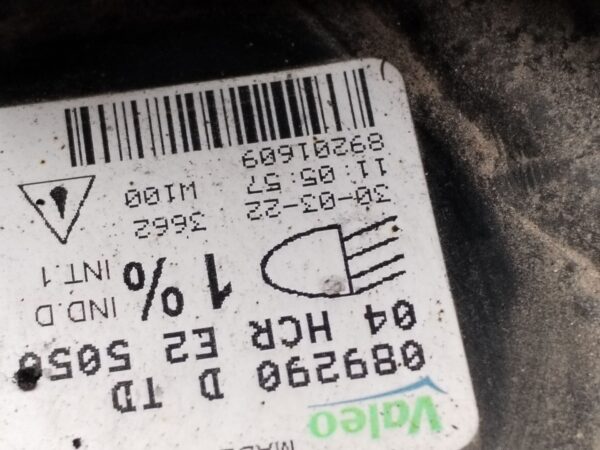 MADE
Valeo
089290 D TD
04 HCR E2 5050
1% IND.D
INT.1
30-03-22 3662
11:05:57 W100
89201609